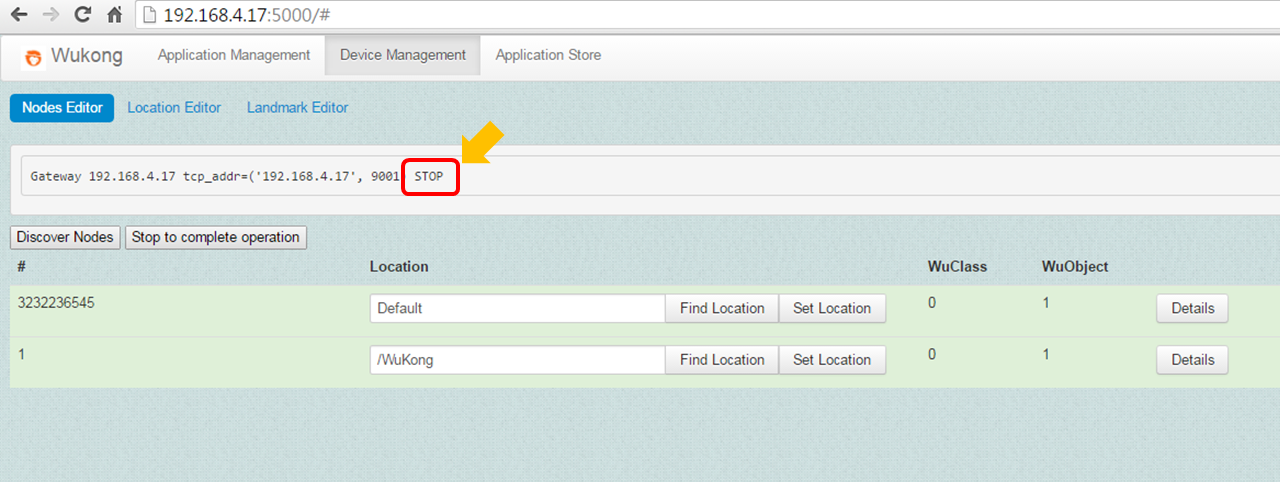 192.168.4.17:5000/#
Wukong Application Management Device Management Application Store
Nodes Editor Location Editor Landmark Editor
Gateway 192.168.4.17 tcp_addr=('192.168.4.17', 9001 STOP
Discover Nodes Stop to complete operation
# Location WuClass WuObject
3232236545 Default Find Location Set Location 0 1 Details
1 /WuKong Find Location Set Location 0 1 Details